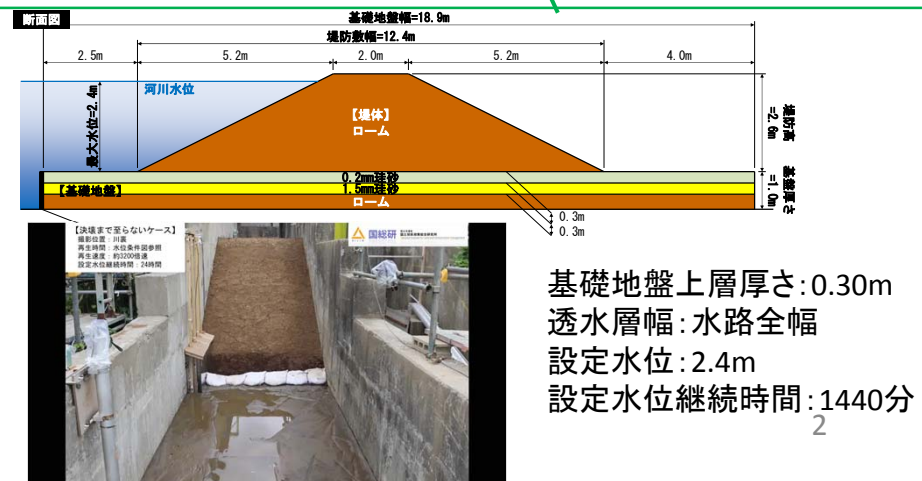 断面図
基礎地盤幅=18.9m
堤防敷幅=12.4m
2.5m
5.2m
2.0m
5.2m
4.0m
河川水位
最大水位=2.4m
【堤体】
ローム
堤防高
=2.6m
0.2mm珪砂
【基礎地盤】
1.5mm珪砂
ローム
基盤厚さ
=1.0m
0.3m
0.3m
【決壊まで至らないケース】
撮影位置:川裏
再生時間:水位条件図参照
再生速度:約3200倍速
設定水位継続時間:24時間
国総研
基礎地盤上層厚さ:0.30m
透水層幅:水路全幅
設定水位:2.4m
設定水位継続時間:1440分
2